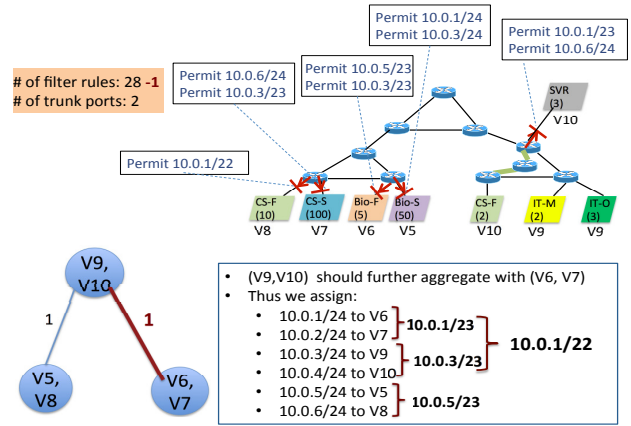 Permit 10.0.1/24
Permit 10.0.3/24
Permit 10.0.1/23
Permit 10.0.6/24
Permit 10.0.6/24
Permit 10.0.3/23
Permit 10.0.5/23
Permit 10.0.3/23
# of filter rules: 28 -1
# of trunk ports: 2
SVR
(3)
V10
Permit 10.0.1/22
CS-F
(10)
V8
CS-S
(100)
V7
Bio-F
(5)
V6
Bio-S
(50)
V5
CS-F
(2)
V10
IT-M
(2)
V9
IT-O
(3)
V9
V9,
V10
1
1
V5,
V8
V6,
V7
• (V9,V10) should further aggregate with (V6, V7)
• Thus we assign:
• 10.0.1/24 to V6
• 10.0.2/24 to V7
10.0.1/23
• 10.0.3/24 to V9
• 10.0.4/24 to V10
10.0.3/23
10.0.1/22
• 10.0.5/24 to V5
• 10.0.6/24 to V8
10.0.5/23